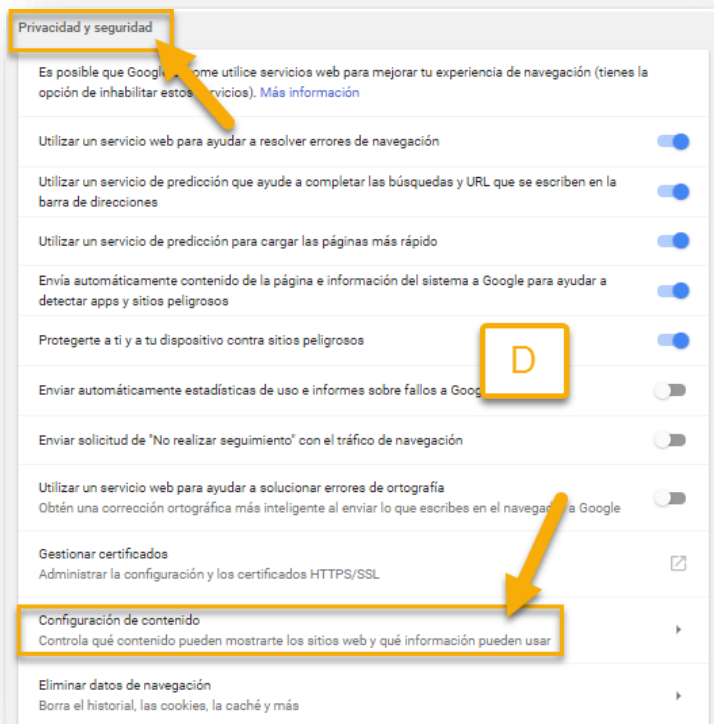 Privacidad y seguridad
Es posible que Google ome utilice servicios web para mejorar tu experiencia de navegación (tienes la
opción de inhabilitar estos rvicios). Más información
Utilizar un servicio web para ayudar a resolver errores de navegación
Utilizar un servicio de predicción que ayude a completar las búsquedas y URL que se escriben en la
barra de direcciones
Utilizar un servicio de predicción para cargar las páginas más rápido
Envía automáticamente contenido de la página e información del sistema a Google para ayudar a
detectar apps y sitios peligrosos
Protegerte a ti y a tu dispositivo contra sitios peligrosos
D
Enviar automáticamente estadísticas de uso e informes sobre fallos a Goog
Enviar solicitud de "No realizar seguimiento" con el tráfico de navegación
Utilizar un servicio web para ayudar a solucionar errores de ortografía
Obtén una corrección ortográfica más inteligente al enviar lo que escribes en el navegad a Google
Gestionar certificados
Administrar la configuración y los certificados HTTPS/SSL
Configuración de contenido
Controla qué contenido pueden mostrarte los sitios web y qué información pueden usar
Eliminar datos de navegación
Borra el historial, las cookies, la caché y más